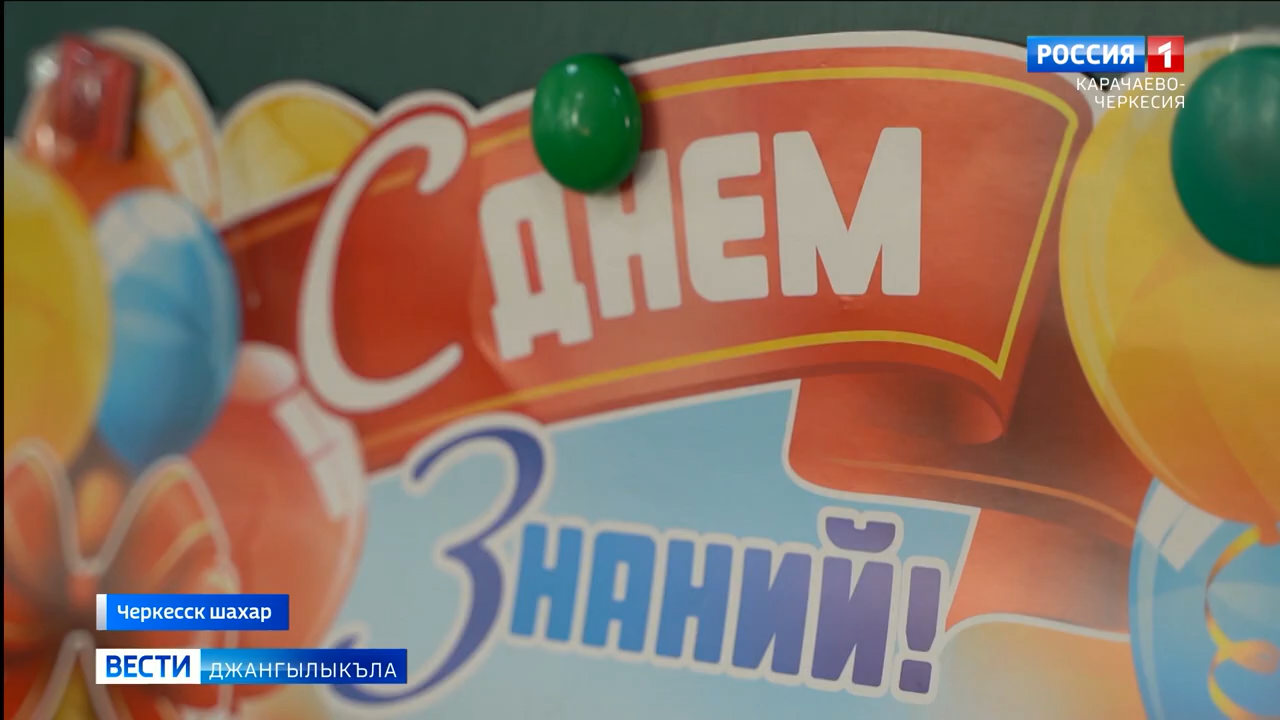 РОССИЯ 1
КАРАЧАЕВО-
ЧЕРКЕСИЯ
С ДНЕМ
ЗНАНИЙ!
Черкесск шахар
ВЕСТИ ДЖАНГЫЛЫКЪЛА